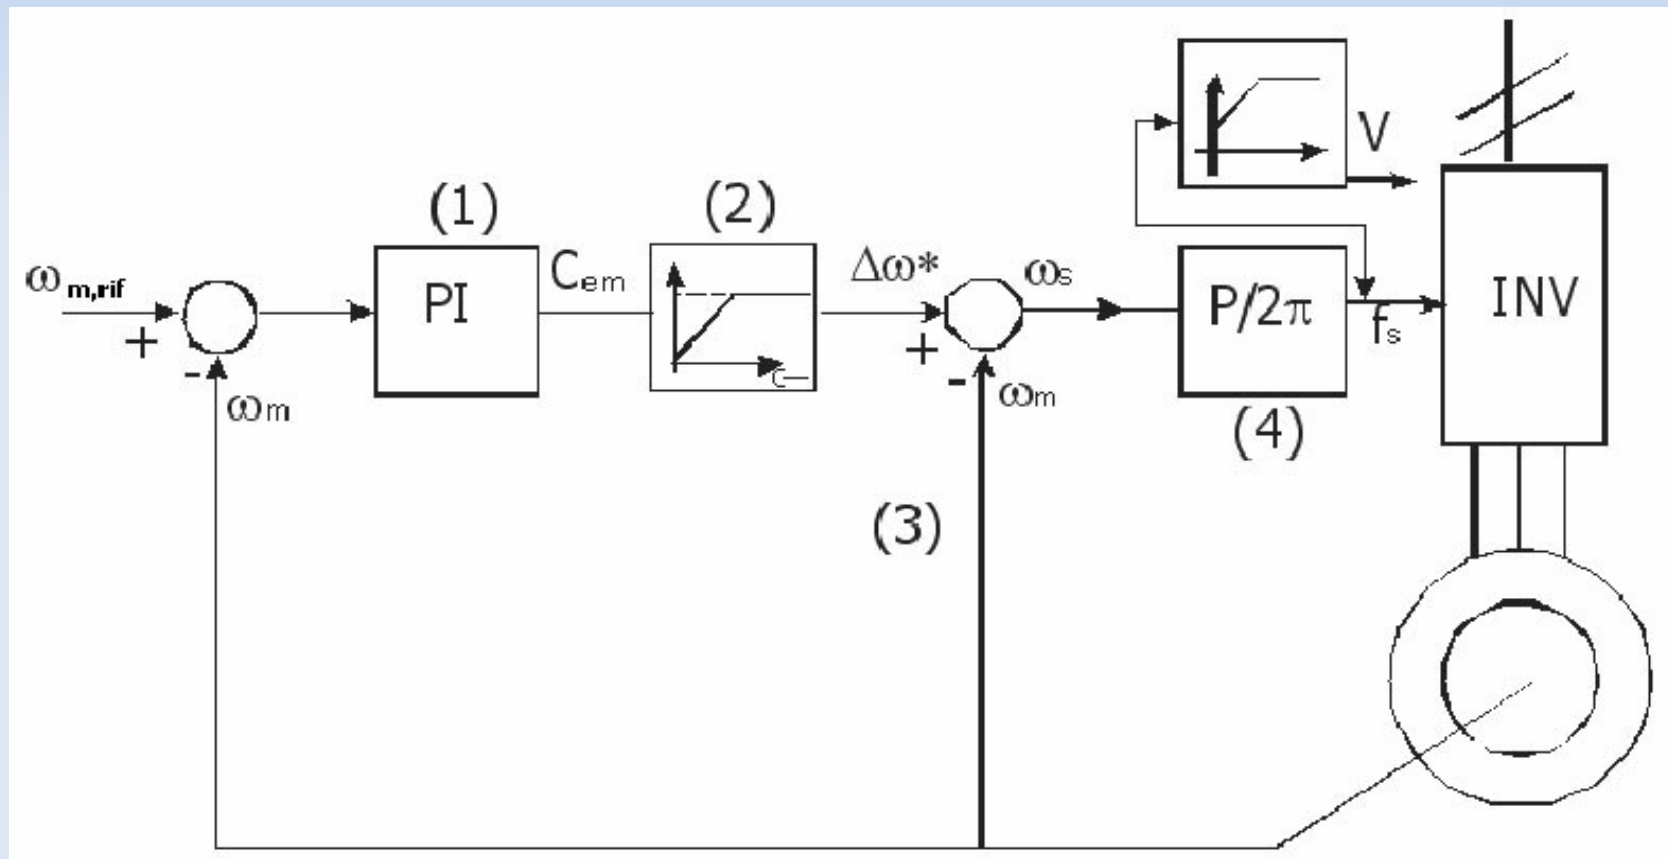 (1)
(2)
V
ω m,rif
+
-
ωm
PI
Cem
Δω*
+
-
ωm
ωs
P/2π
fs
INV
(3)
(4)